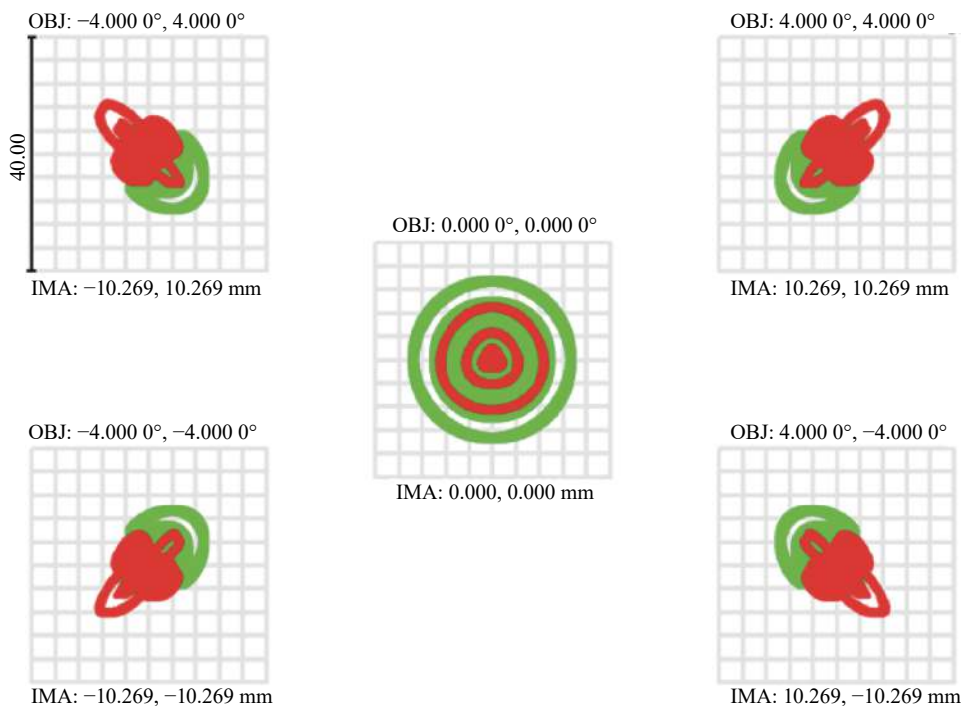 OBJ: −4.000 0°, 4.000 0°
OBJ: 4.000 0°, 4.000 0°
40.00
IMA: −10.269, 10.269 mm
IMA: 10.269, 10.269 mm
OBJ: 0.000 0°, 0.000 0°
IMA: 0.000, 0.000 mm
OBJ: −4.000 0°, −4.000 0°
OBJ: 4.000 0°, −4.000 0°
IMA: −10.269, −10.269 mm
IMA: 10.269, −10.269 mm